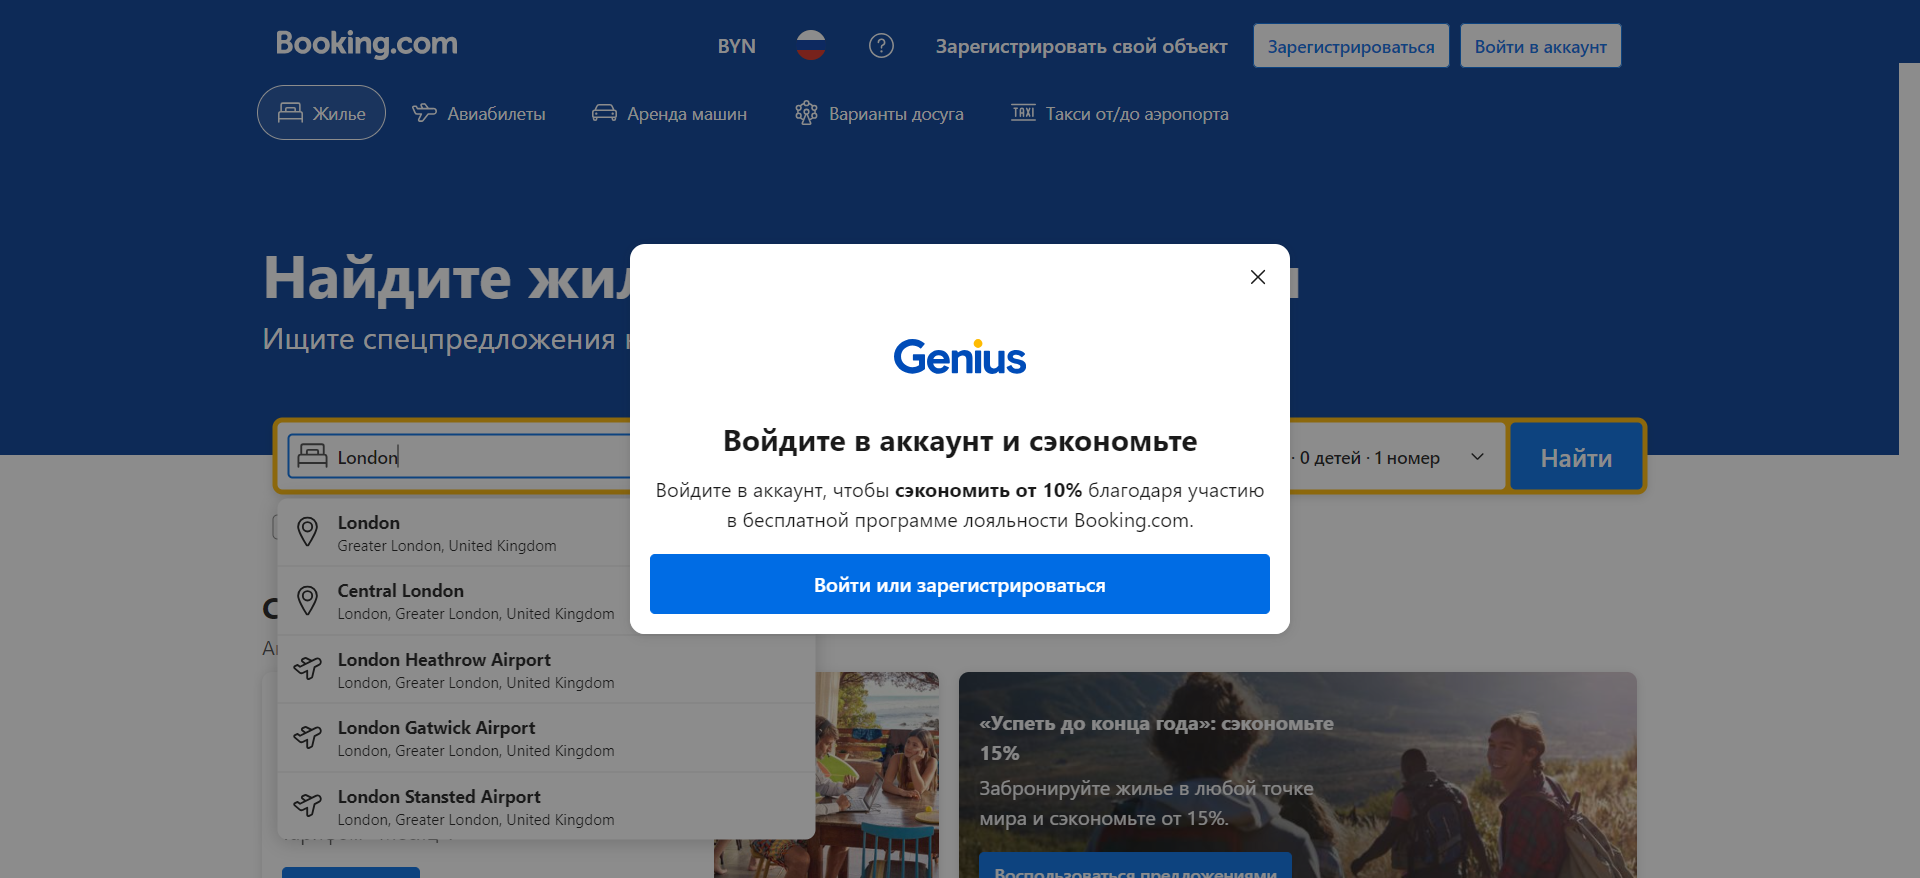 Booking.com
BYN
Зарегистрировать свой объект
Зарегистрироваться
Войти в аккаунт
Жилье
Авиабилеты
Аренда машин
Варианты досуга
TAXI Такси от/до аэропорта
Найдите
Ищите спецпредложения
London
· 0 детей · 1 номер
Найти
London
Greater London, United Kingdom
Central London
London, Greater London, United Kingdom
London Heathrow Airport
London, Greater London, United Kingdom
London Gatwick Airport
London, Greater London, United Kingdom
London Stansted Airport
London, Greater London, United Kingdom
Genius
Войдите в аккаунт и сэкономьте
Войдите в аккаунт, чтобы сэкономить от 10% благодаря участию
в бесплатной программе лояльности Booking.com.
Войти или зарегистрироваться
«Успеть до конца года»: сэкономьте
15%
Забронируйте жилье в любой точке
мира и сэкономьте от 15%.
Воспользоваться предложениями